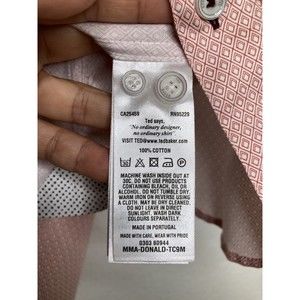 CA25459 RN95229
Ted says,
'No ordinary designer,
no ordinary shirt'
VISIT TED@www.tedbaker.com
100% COTTON
MACHINE WASH INSIDE OUT AT
30C. DO NOT USE PRODUCTS
CONTAINING BLEACH, OIL OR
ALCOHOL. DO NOT TUMBLE DRY.
WARM IRON ON REVERSE USING
A CLOTH. MAY BE DRY CLEANED.
DO NOT LEAVE IN DIRECT
SUNLIGHT. WASH DARK
COLOURS SEPARATELY.
MADE IN PORTUGAL
MADE WITH CARE, WEAR WITH PRIDE
0303 60944
MMA-DONALD-TC9M